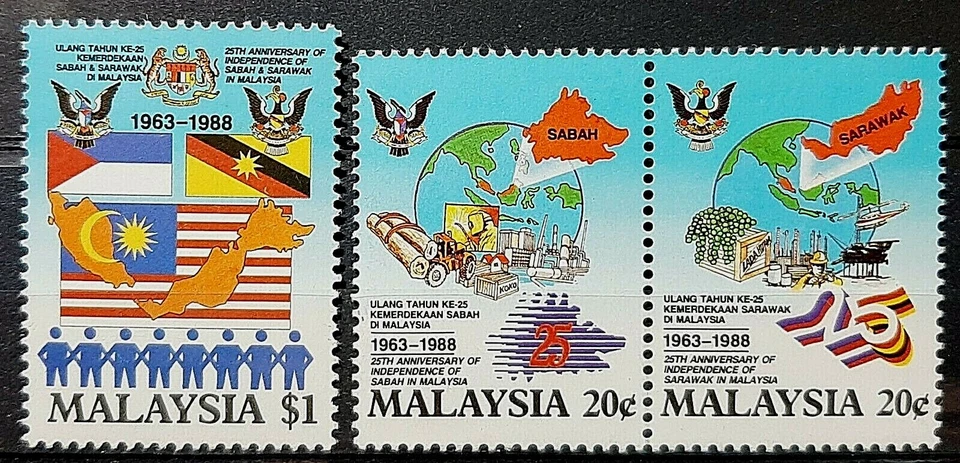 ULANG TAHUN KE-25
KEMERDEKAAN
SABAH & SARAWAK
DI MALAYSIA
25TH ANNIVERSARY OF
INDEPENDENCE OF
SABAH & SARAWAK
IN MALAYSIA
1963–1988
MALAYSIA $1
SABAH
KOKO
ULANG TAHUN KE-25
KEMERDEKAAN SABAH
DI MALAYSIA
1963–1988
25TH ANNIVERSARY OF
INDEPENDENCE OF
SABAH IN MALAYSIA
25
MALAYSIA 20¢
SARAWAK
ULANG TAHUN KE-25
KEMERDEKAAN SARAWAK
DI MALAYSIA
1963–1988
25TH ANNIVERSARY OF
INDEPENDENCE OF
SARAWAK IN MALAYSIA
25
MALAYSIA 20¢